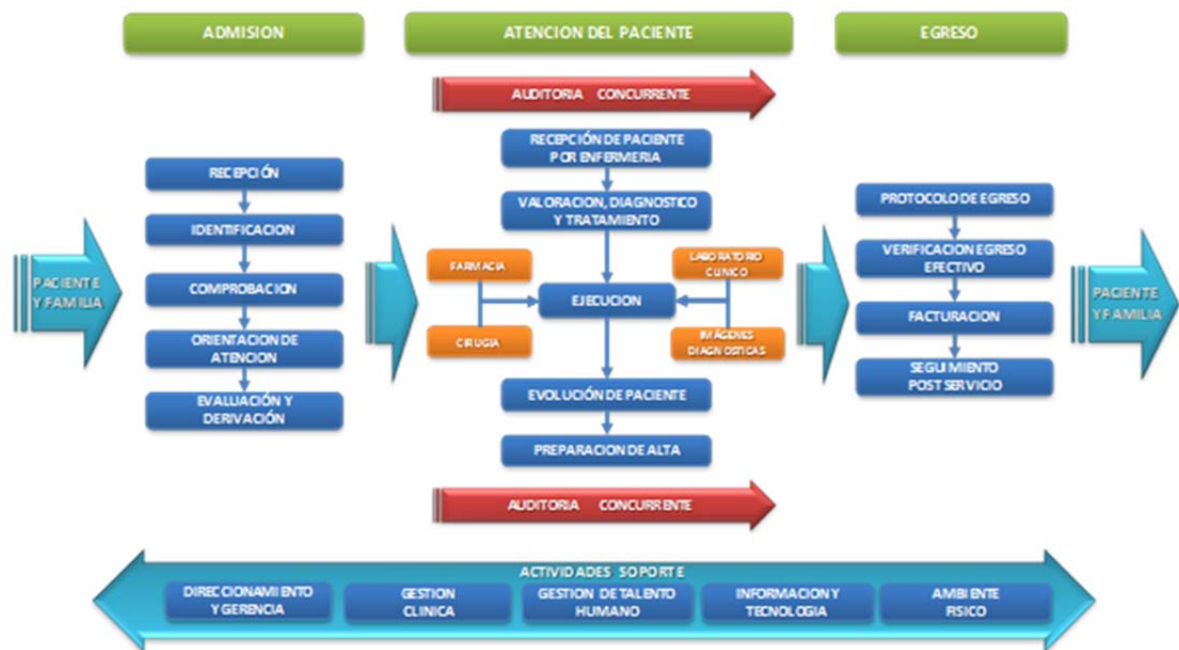 ADMISION
ATENCION DEL PACIENTE
EGRESO
AUDITORIA CONCURRENTE
PACIENTE
Y FAMILIA
RECEPCIÓN
IDENTIFICACION
COMPROBACION
ORIENTACION DE
ATENCION
EVALUACIÓN Y
DERIVACIÓN
RECEPCIÓN DE PACIENTE
POR ENFERMERIA
VALORACION, DIAGNOSTICO
Y TRATAMIENTO
FARMACIA
LABORATORIO
CLINICO
EJECUCION
CIRUGIA
IMÁGENES
DIAGNOSTICAS
EVOLUCIÓN DE PACIENTE
PREPARACION DE ALTA
PROTOCOLO DE EGRESO
VERIFICACION EGRESO
EFECTIVO
FACTURACION
SEGUIMIENTO
POST SERVICIO
PACIENTE
Y FAMILIA
AUDITORIA CONCURRENTE
ACTIVIDADES SOPORTE
DIRECCIONAMIENTO
Y GERENCIA
GESTION
CLINICA
GESTION DE TALENTO
HUMANO
INFORMACION Y
TECNOLOGIA
AMBIENTE
FISICO